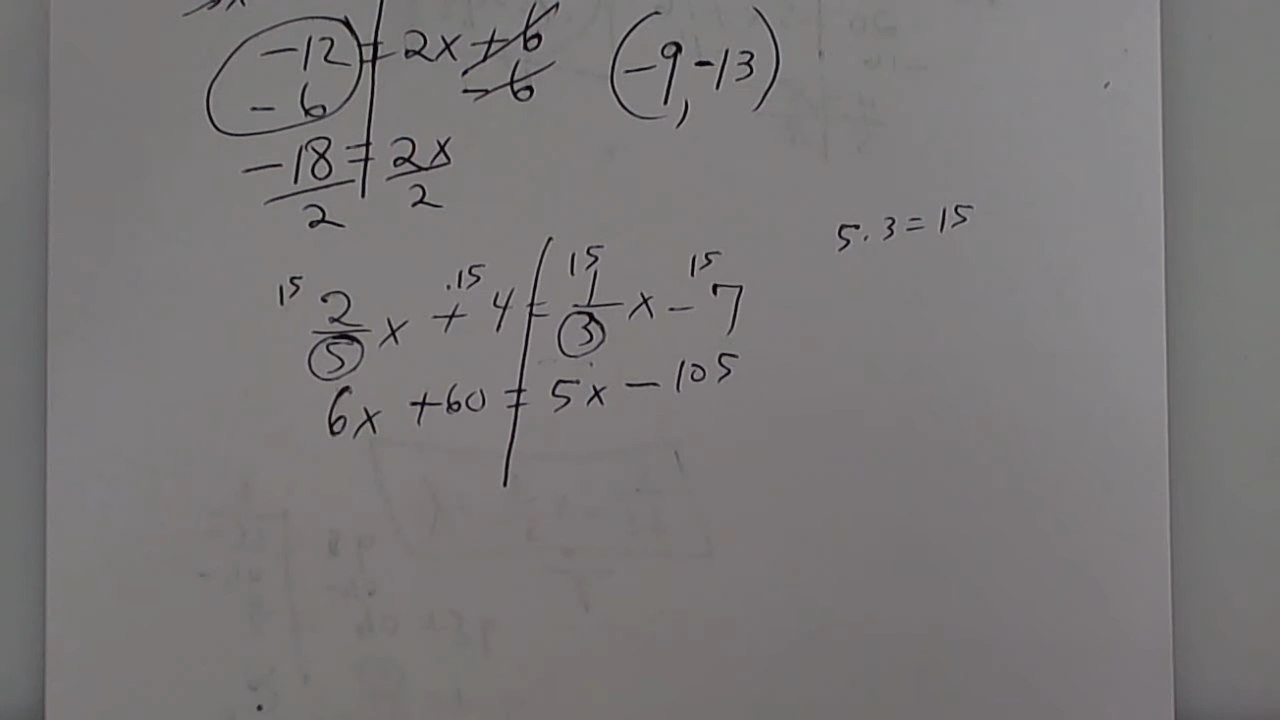 -12 = 2x + 6 (-9, -13)
- 6 - 6
-18 = 2x
2 2
5 . 3 = 15
15 .15 15 15
2/5 x + 4 = 1/3 x - 7
6x + 60 = 5x - 105